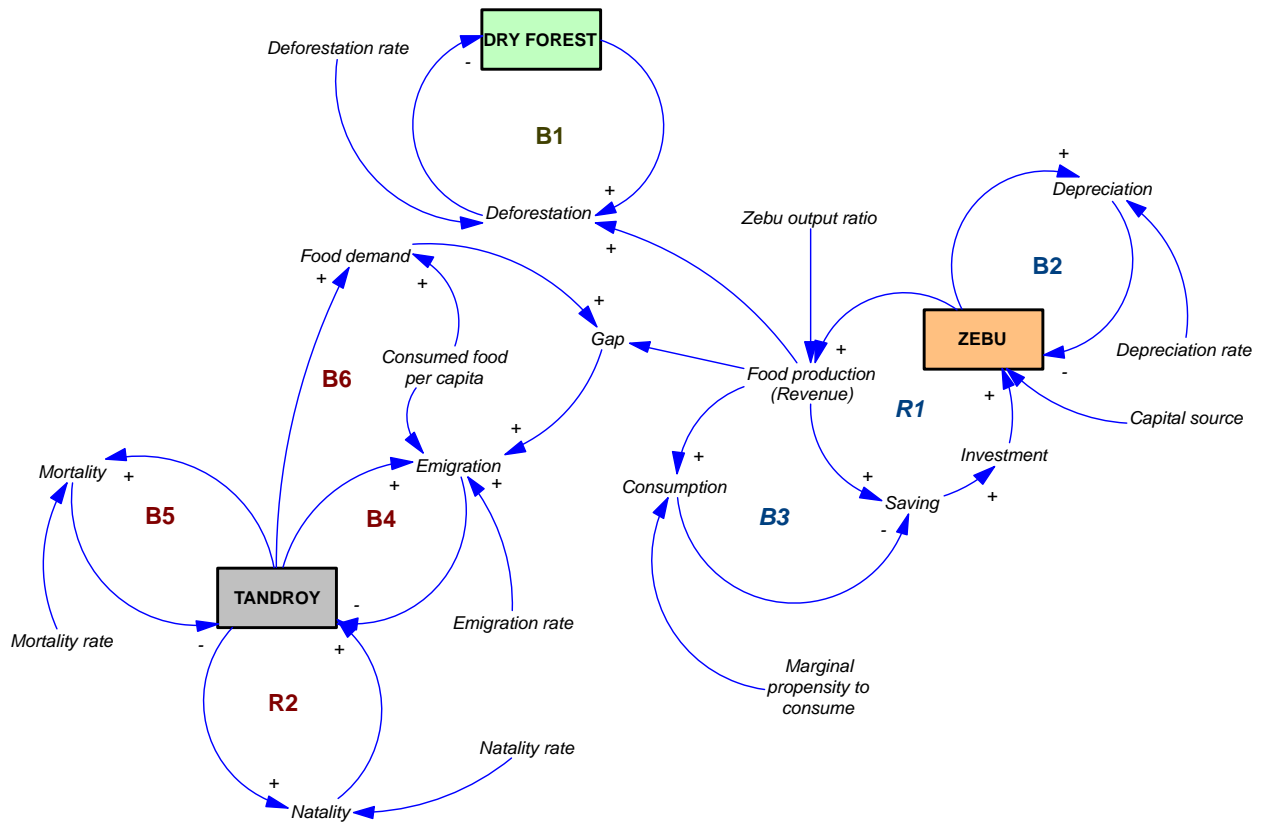 DRY FOREST
Deforestation rate
-
B1
+
+
Depreciation
Deforestation
Zebu output ratio
+
Food demand
+
+
B2
+
ZEBU
Gap
+
Depreciation rate
Consumed food
per capita
B6
Food production
(Revenue)
-
+
R1
Capital source
+
+
Investment
Mortality
+
Emigration
+
+
Consumption
+
+
Saving
-
B5
B4
B3
TANDROY
-
Mortality rate
-
+
Emigration rate
Marginal
propensity to
consume
R2
Natality rate
+
Natality